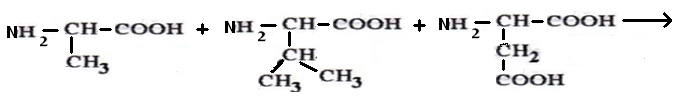 NH2–CH–COOH + NH2–CH–COOH + NH2–CH–COOH ⟶
CH3 CH CH2
CH3 CH3 COOH